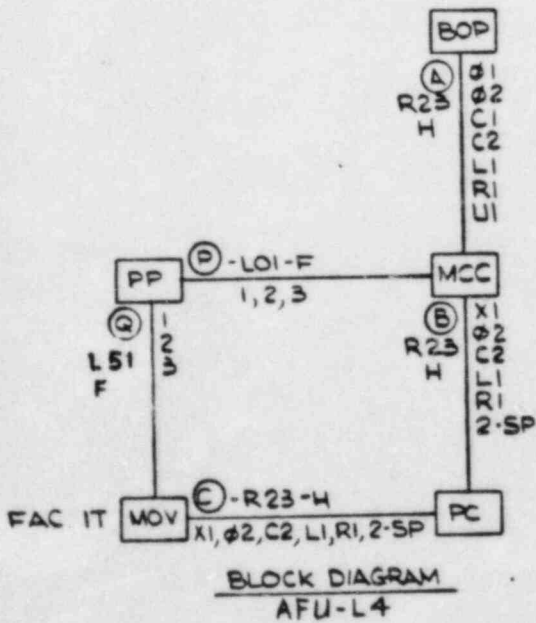 BOP
A
R23
H
Ø1
Ø2
C1
C2
L1
R1
U1
PP
P -L01-F
1, 2, 3
MCC
Q
L51
F
1
2
3
B
R23
H
X1
Ø2
C2
L1
R1
2-SP
FAC IT
MOV
C -R23-H
X1, Ø2, C2, L1, R1, 2-SP
PC
BLOCK DIAGRAM
AFU-L4